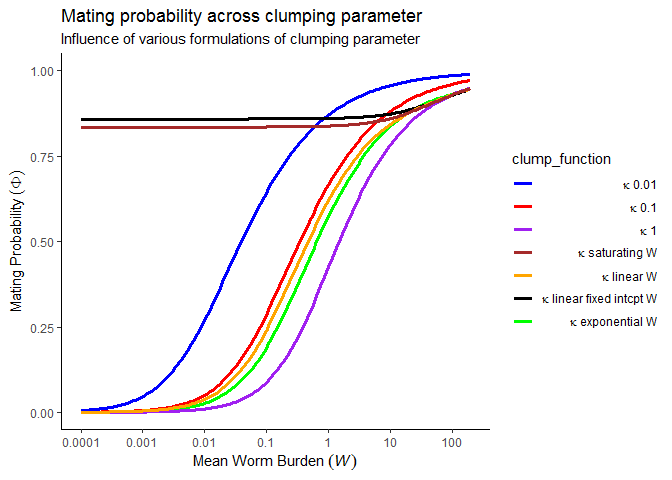 Mating probability across clumping parameter
Influence of various formulations of clumping parameter
Mating Probability (Φ)
1.00
0.75
0.50
0.25
0.00
0.0001 0.001 0.01 0.1 1 10 100
Mean Worm Burden (W)
clump_function
κ 0.01
κ 0.1
κ 1
κ saturating W
κ linear W
κ linear fixed intcpt W
κ exponential W